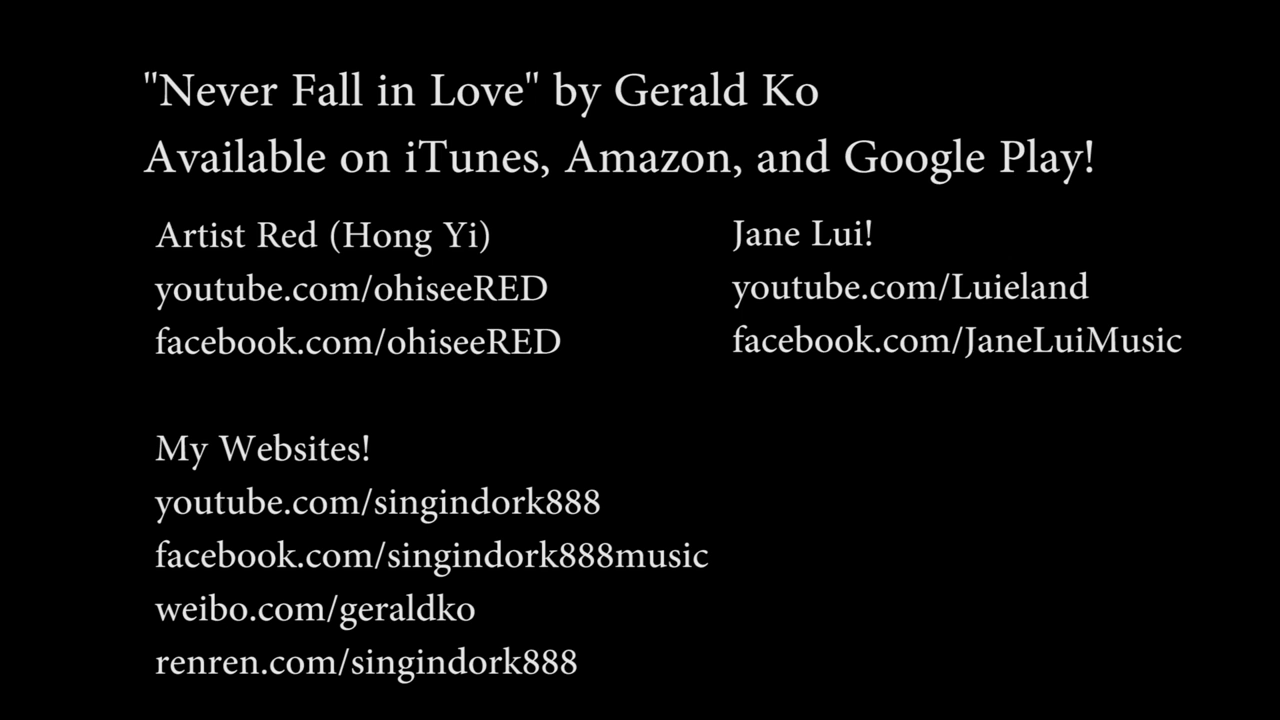 "Never Fall in Love" by Gerald Ko
Available on iTunes, Amazon, and Google Play!
Artist Red (Hong Yi)
youtube.com/ohiseeRED
facebook.com/ohiseeRED
Jane Lui!
youtube.com/Luieland
facebook.com/JaneLuiMusic
My Websites!
youtube.com/singindork888
facebook.com/singindork888music
weibo.com/geraldko
renren.com/singindork888